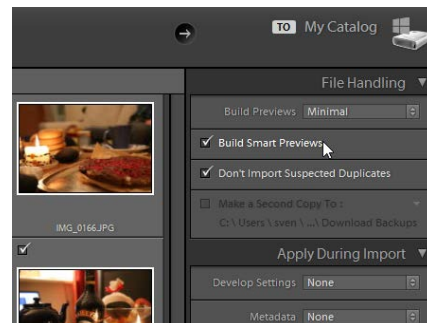 TO My Catalog
File Handling
Build Previews Minimal
Build Smart Previews
Don't Import Suspected Duplicates
Make a Second Copy To :
C:\ Users \ sven \ ...\ Download Backups
IMG_0166.JPG
Apply During Import
Develop Settings None
Metadata None